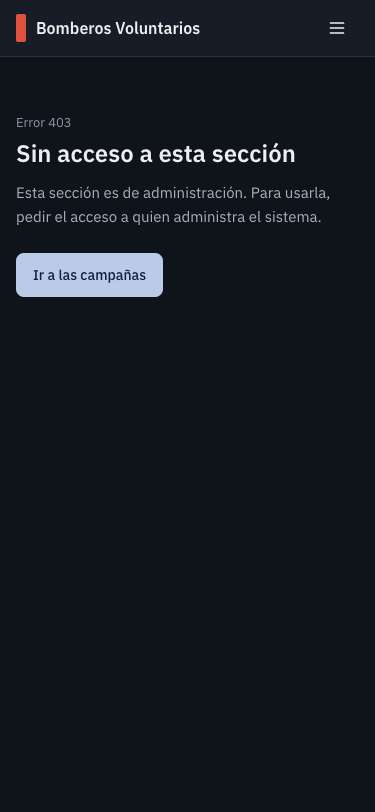 Bomberos Voluntarios
Error 403
Sin acceso a esta sección
Esta sección es de administración. Para usarla,
pedir el acceso a quien administra el sistema.
Ir a las campañas